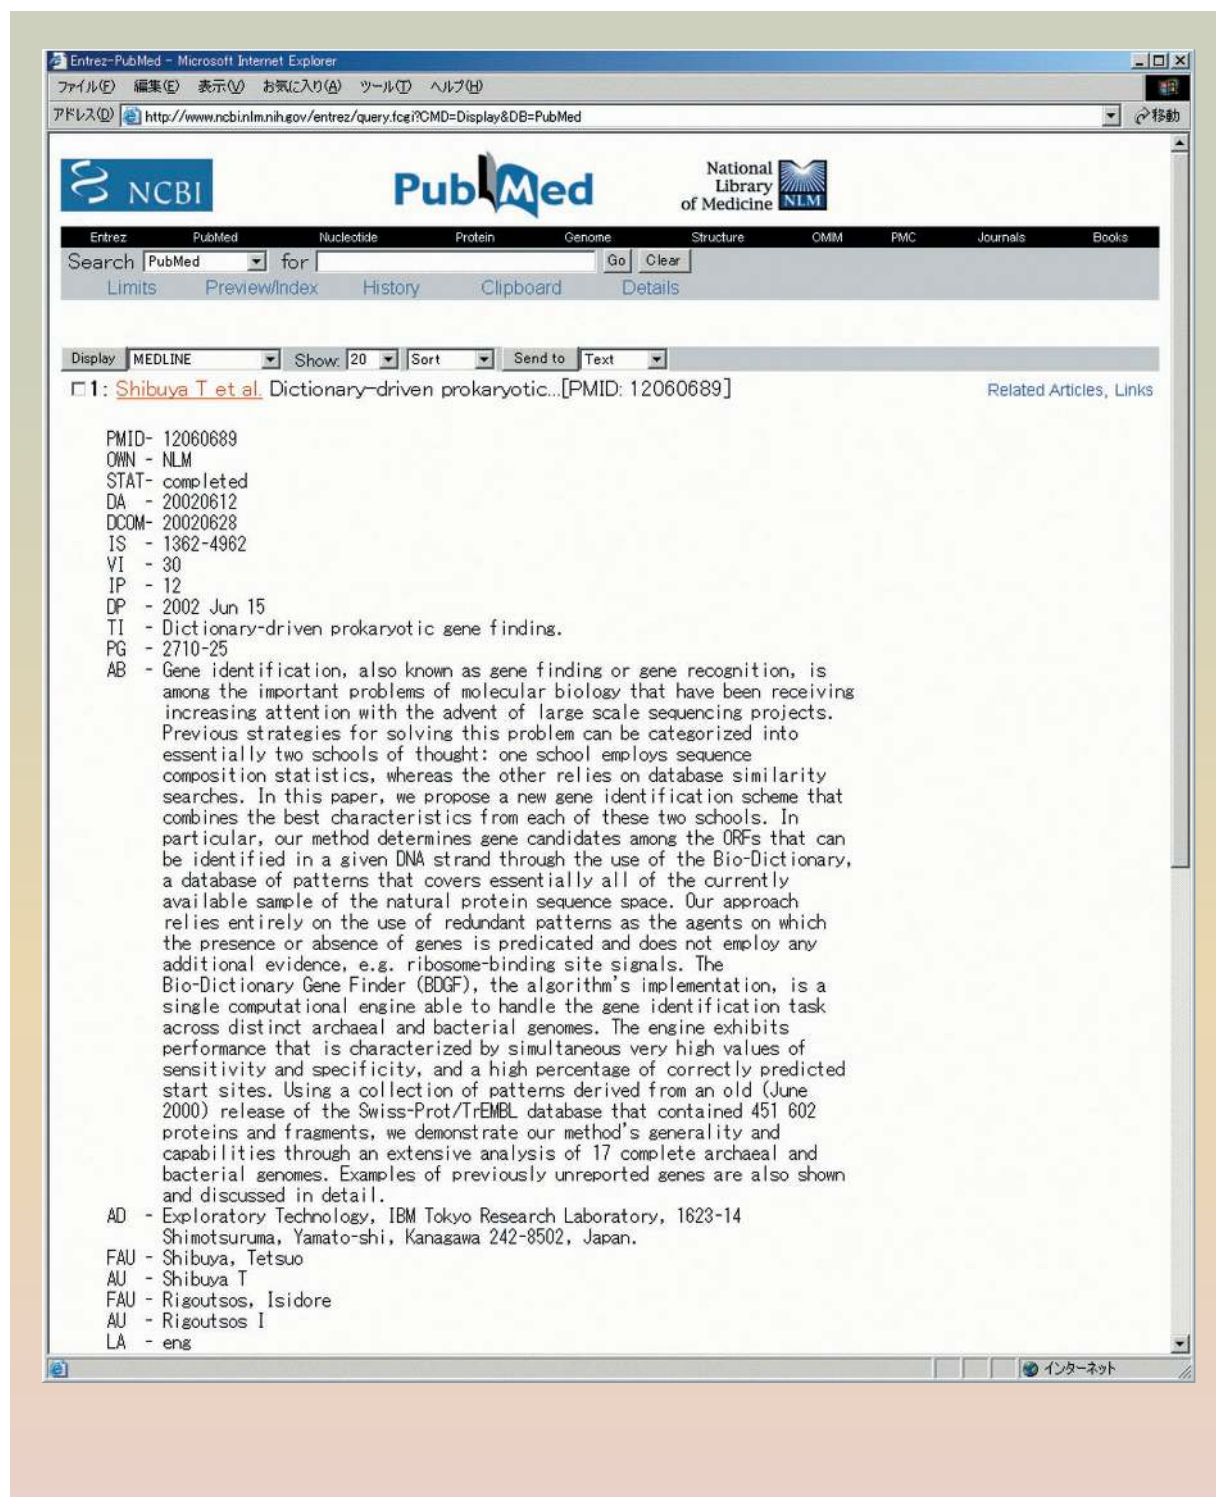 Entrez-PubMed - Microsoft Internet Explorer
ファイル(F) 編集(E) 表示(V) お気に入り(A) ツール(T) ヘルプ(H)
アドレス(D) http://www.ncbi.nlm.nih.gov/entrez/query.fcgi?CMD=Display&DB=PubMed 移動
NCBI
PubMed
National
Library
of Medicine NLM
Entrez PubMed Nucleotide Protein Genome Structure OMIM PMC Journals Books
Search PubMed for Go Clear
Limits Preview/Index History Clipboard Details
Display MEDLINE Show: 20 Sort Send to Text
1: Shibuya T et al. Dictionary-driven prokaryotic...[PMID: 12060689] Related Articles, Links
PMID- 12060689
OWN - NLM
STAT- completed
DA - 20020612
DCOM- 20020628
IS - 1362-4962
VI - 30
IP - 12
DP - 2002 Jun 15
TI - Dictionary-driven prokaryotic gene finding.
PG - 2710-25
AB - Gene identification, also known as gene finding or gene recognition, is
among the important problems of molecular biology that have been receiving
increasing attention with the advent of large scale sequencing projects.
Previous strategies for solving this problem can be categorized into
essentially two schools of thought: one school employs sequence
composition statistics, whereas the other relies on database similarity
searches. In this paper, we propose a new gene identification scheme that
combines the best characteristics from each of these two schools. In
particular, our method determines gene candidates among the ORFs that can
be identified in a given DNA strand through the use of the Bio-Dictionary,
a database of patterns that covers essentially all of the currently
available sample of the natural protein sequence space. Our approach
relies entirely on the use of redundant patterns as the agents on which
the presence or absence of genes is predicated and does not employ any
additional evidence, e.g. ribosome-binding site signals. The
Bio-Dictionary Gene Finder (BDGF), the algorithm's implementation, is a
single computational engine able to handle the gene identification task
across distinct archaeal and bacterial genomes. The engine exhibits
performance that is characterized by simultaneous very high values of
sensitivity and specificity, and a high percentage of correctly predicted
start sites. Using a collection of patterns derived from an old (June
2000) release of the Swiss-Prot/TrEMBL database that contained 451 602
proteins and fragments, we demonstrate our method's generality and
capabilities through an extensive analysis of 17 complete archaeal and
bacterial genomes. Examples of previously unreported genes are also shown
and discussed in detail.
AD - Exploratory Technology, IBM Tokyo Research Laboratory, 1623-14
Shimotsuruma, Yamato-shi, Kanagawa 242-8502, Japan.
FAU - Shibuya, Tetsuo
AU - Shibuya T
FAU - Rigoutsos, Isidore
AU - Rigoutsos I
LA - eng
インターネット